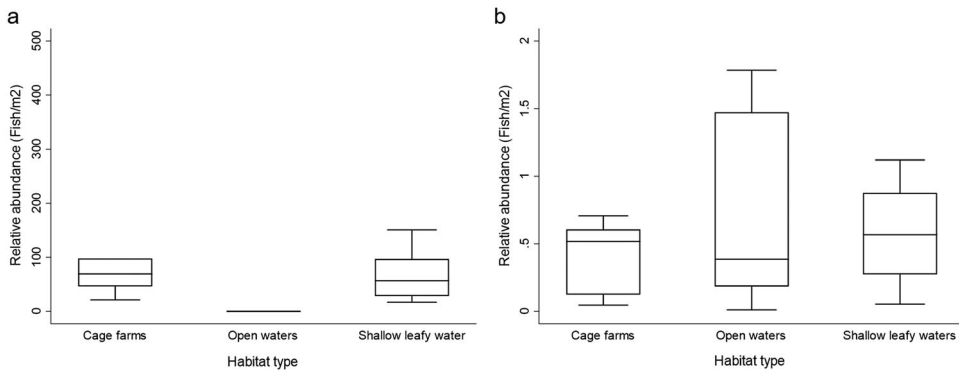 a
Relative abundance (Fish/m2)
500
400
300
200
100
0
Cage farms
Open waters
Shallow leafy water
Habitat type
b
Relative abundance (Fish/m2)
2
1.5
1
.5
0
Cage farms
Open waters
Shallow leafy waters
Habitat type